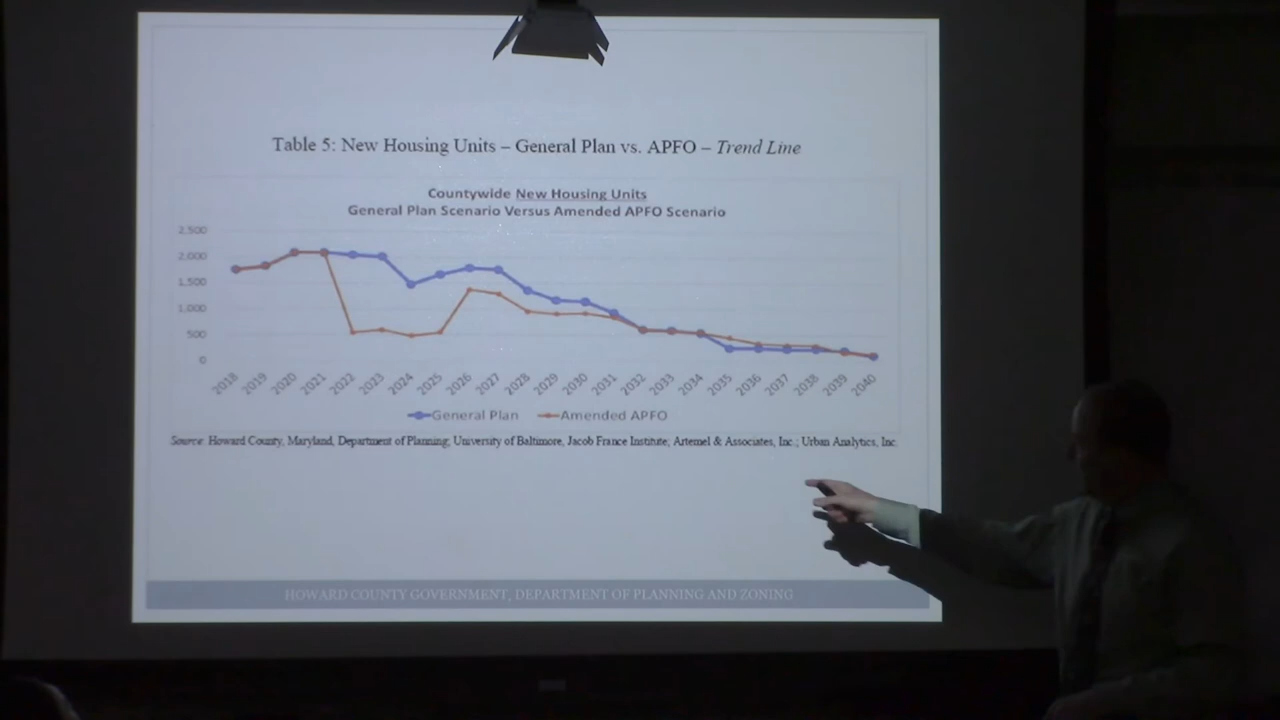 Table 5: New Housing Units – General Plan vs. APFO – Trend Line
Countywide New Housing Units
General Plan Scenario Versus Amended APFO Scenario
2,500
2,000
1,500
1,000
500
0
2018 2019 2020 2021 2022 2023 2024 2025 2026 2027 2028 2029 2030 2031 2032 2033 2034 2035 2036 2037 2038 2039 2040
General Plan Amended APFO
Source: Howard County, Maryland, Department of Planning; University of Baltimore, Jacob France Institute; Artemel & Associates, Inc.; Urban Analytics, Inc.
HOWARD COUNTY GOVERNMENT, DEPARTMENT OF PLANNING AND ZONING